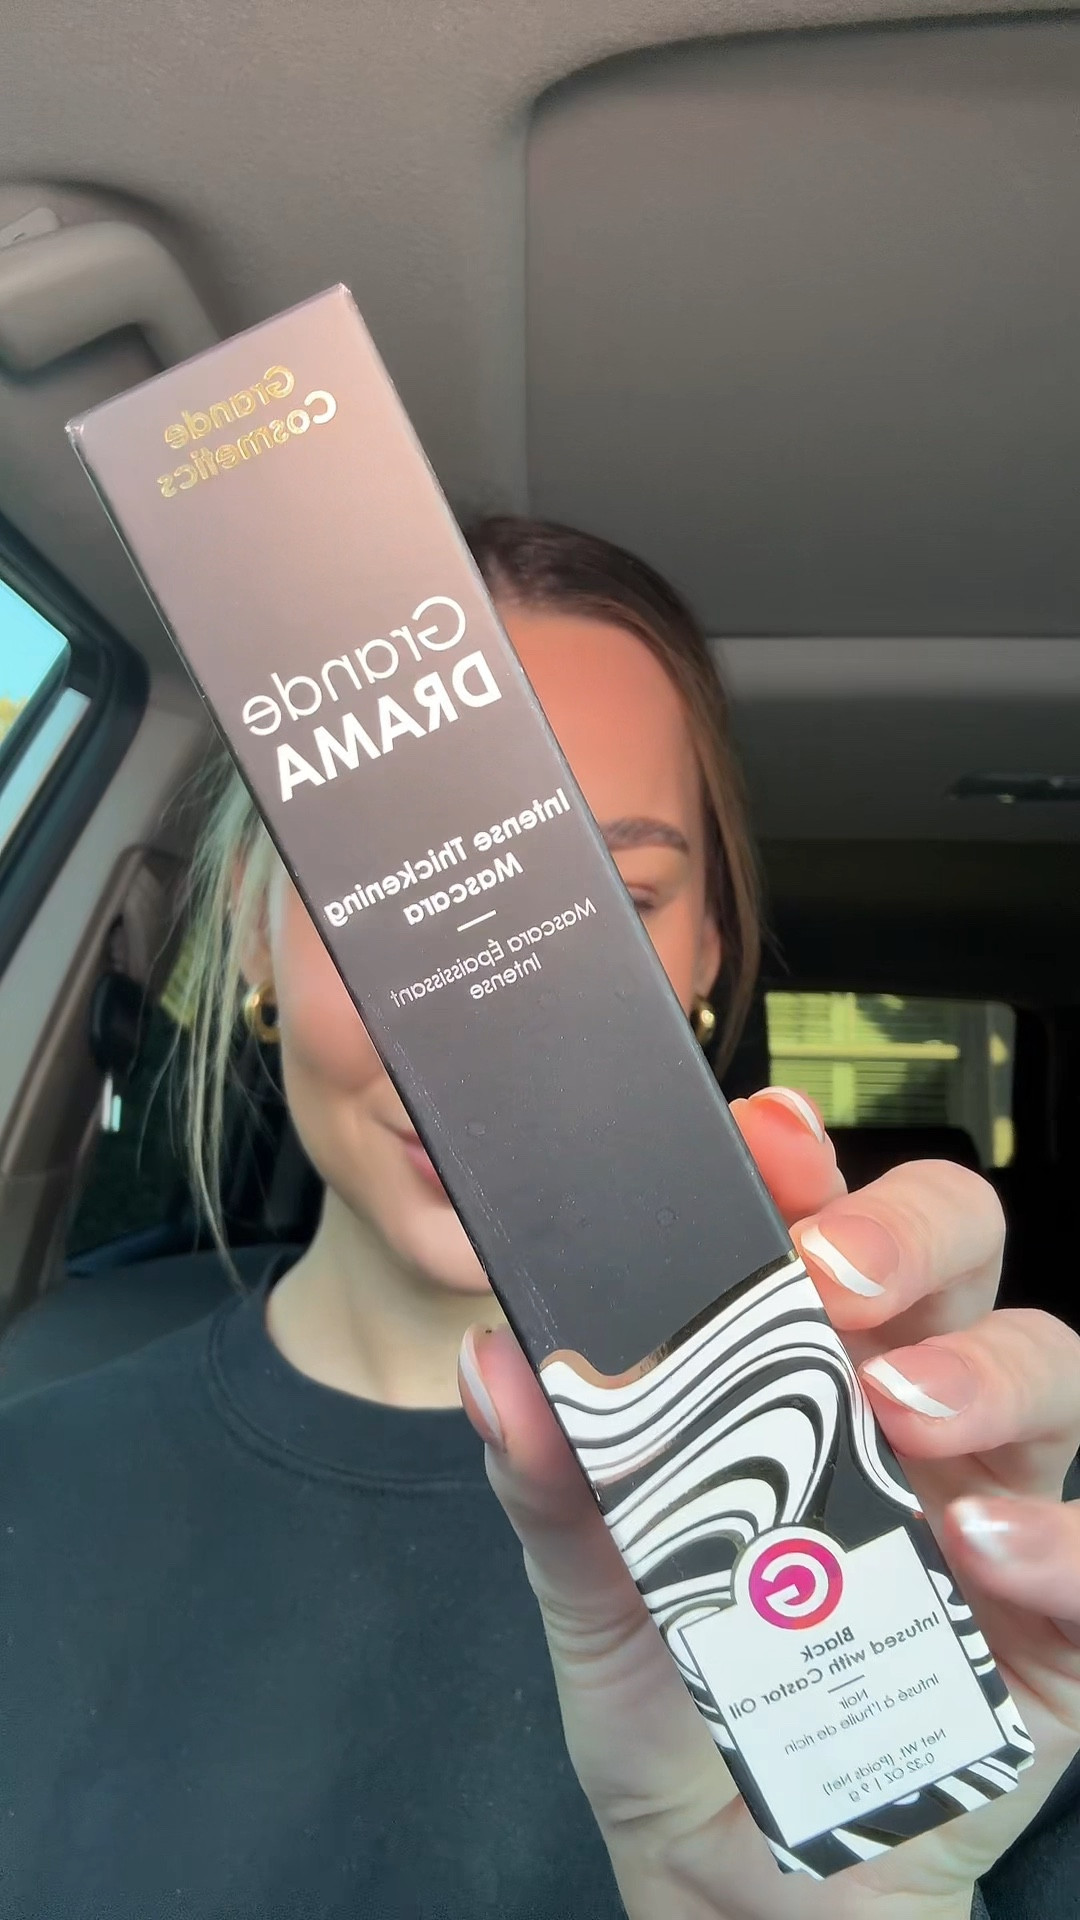 Grande
Cosmetics
Grande
DRAMA
Intense Thickening
Mascara
Mascara Épaississant
Intense
G
Black
Infused with Castor Oil
Noir
Infusé à l'huile de ricin
Net Wt. (Poids Net)
0.32 Oz | 9 g